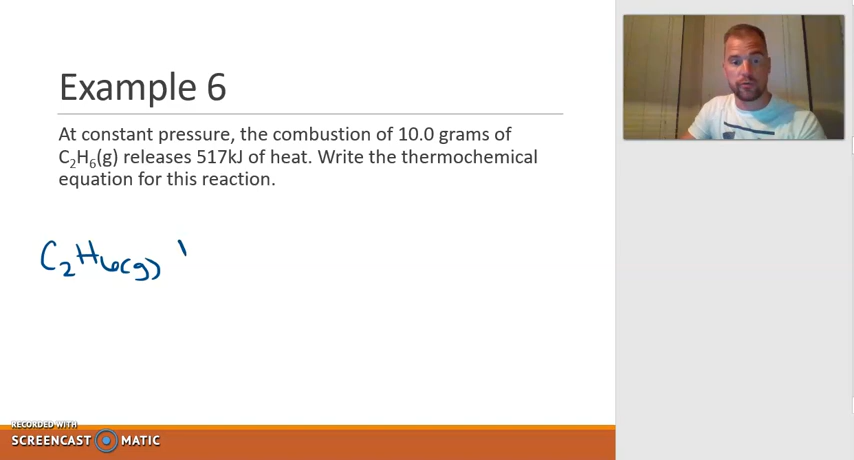 Example 6
At constant pressure, the combustion of 10.0 grams of
C₂H₆(g) releases 517kJ of heat. Write the thermochemical
equation for this reaction.
C₂H₆(g)
RECORDED WITH
SCREENCAST MATIC